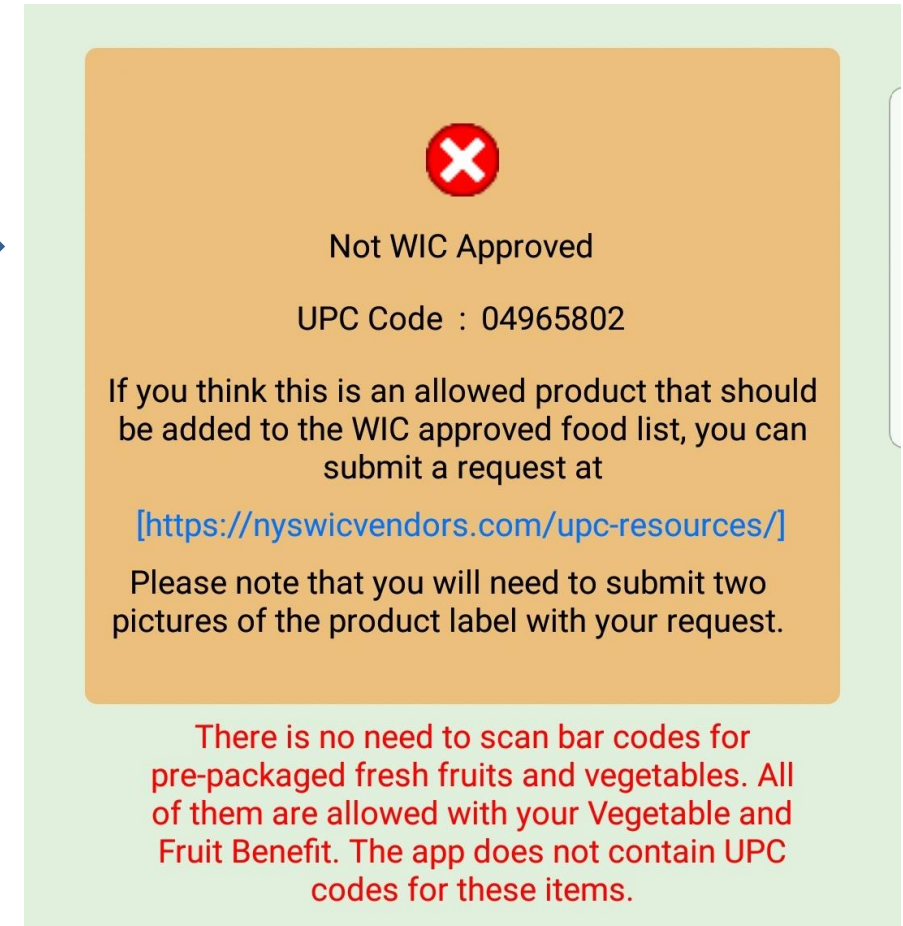 Not WIC Approved
UPC Code : 04965802
If you think this is an allowed product that should
be added to the WIC approved food list, you can
submit a request at
[https://nyswicvendors.com/upc-resources/]
Please note that you will need to submit two
pictures of the product label with your request.
There is no need to scan bar codes for
pre-packaged fresh fruits and vegetables. All
of them are allowed with your Vegetable and
Fruit Benefit. The app does not contain UPC
codes for these items.